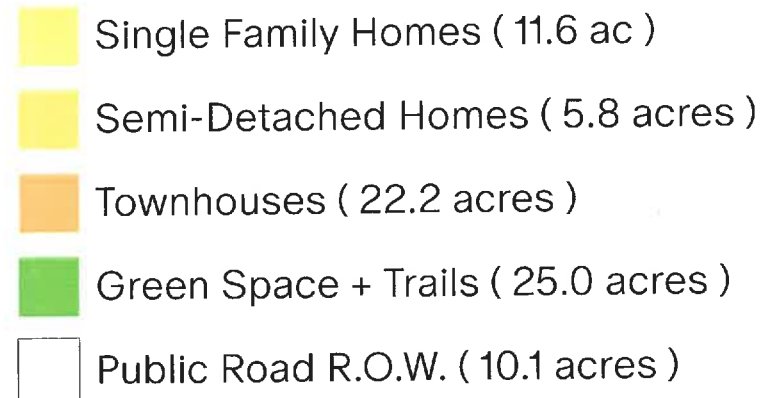 Single Family Homes ( 11.6 ac )
Semi-Detached Homes ( 5.8 acres )
Townhouses ( 22.2 acres )
Green Space + Trails ( 25.0 acres )
Public Road R.O.W. ( 10.1 acres )